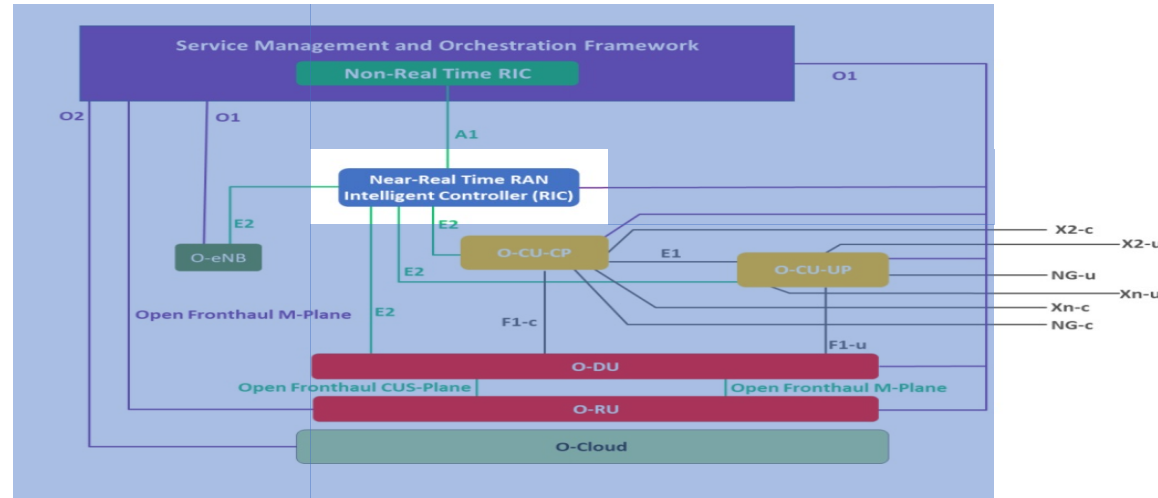 Service Management and Orchestration Framework
Non-Real Time RIC
O1
O2
O1
A1
Near-Real Time RAN
Intelligent Controller (RIC)
E2
E2
X2-c
O-CU-CP
E1
X2-u
O-eNB
O-CU-UP
E2
NG-u
Xn-u
Xn-c
Open Fronthaul M-Plane
E2
F1-c
NG-c
F1-u
O-DU
Open Fronthaul CUS-Plane
Open Fronthaul M-Plane
O-RU
O-Cloud